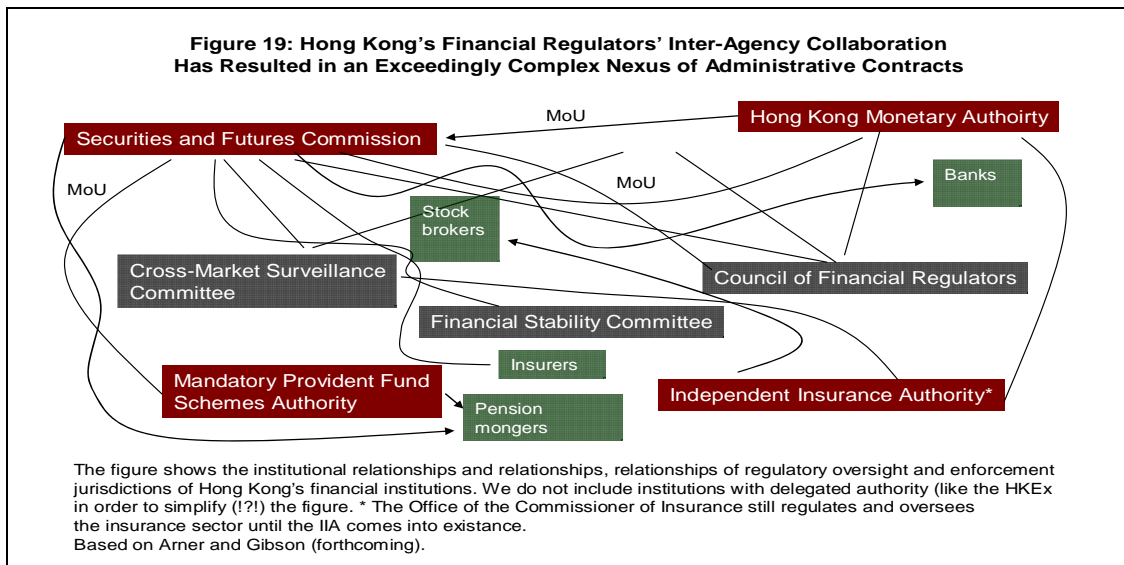 Figure 19: Hong Kong's Financial Regulators' Inter-Agency Collaboration
Has Resulted in an Exceedingly Complex Nexus of Administrative Contracts
MoU
Hong Kong Monetary Authoirty
Securities and Futures Commission
MoU
MoU
Banks
Stock
brokers
Cross-Market Surveillance
Committee
Council of Financial Regulators
Financial Stability Committee
Insurers
Mandatory Provident Fund
Schemes Authority
Independent Insurance Authority*
Pension
mongers
The figure shows the institutional relationships and relationships, relationships of regulatory oversight and enforcement
jurisdictions of Hong Kong's financial institutions. We do not include institutions with delegated authority (like the HKEx
in order to simplify (!?!) the figure. * The Office of the Commissioner of Insurance still regulates and oversees
the insurance sector until the IIA comes into existance.
Based on Arner and Gibson (forthcoming).